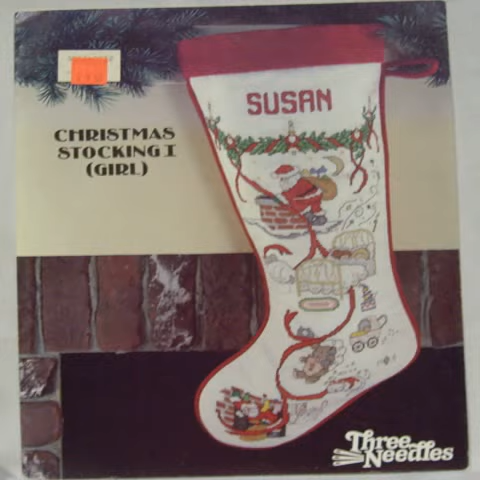 SUSAN
CHRISTMAS
STOCKING I
(GIRL)
Three
Needles